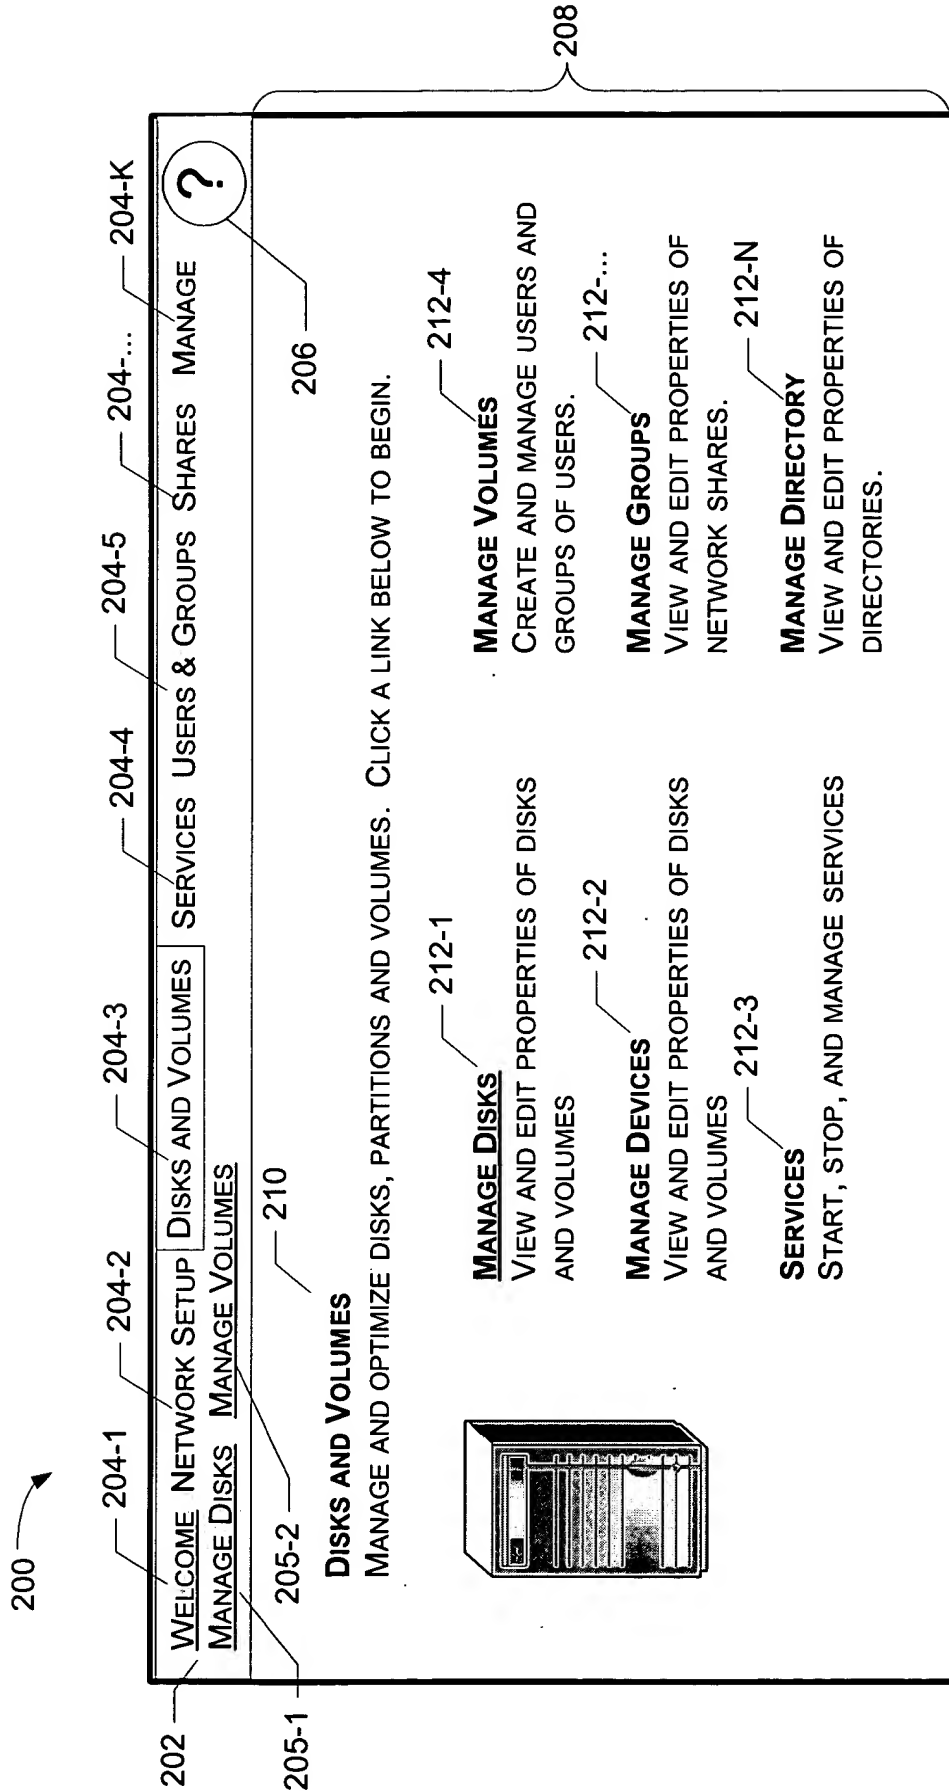 200
204-1 204-2 204-3 204-4 204-5 204-... 204-K
202
WELCOME NETWORK SETUP DISKS AND VOLUMES SERVICES USERS & GROUPS SHARES MANAGE ?
MANAGE DISKS MANAGE VOLUMES
205-1
205-2
210
206
208
DISKS AND VOLUMES
MANAGE AND OPTIMIZE DISKS, PARTITIONS AND VOLUMES. CLICK A LINK BELOW TO BEGIN.
212-1
MANAGE DISKS
VIEW AND EDIT PROPERTIES OF DISKS
AND VOLUMES
212-2
MANAGE DEVICES
VIEW AND EDIT PROPERTIES OF DISKS
AND VOLUMES
212-3
SERVICES
START, STOP, AND MANAGE SERVICES
212-4
MANAGE VOLUMES
CREATE AND MANAGE USERS AND
GROUPS OF USERS.
212-...
MANAGE GROUPS
VIEW AND EDIT PROPERTIES OF
NETWORK SHARES.
212-N
MANAGE DIRECTORY
VIEW AND EDIT PROPERTIES OF
DIRECTORIES.